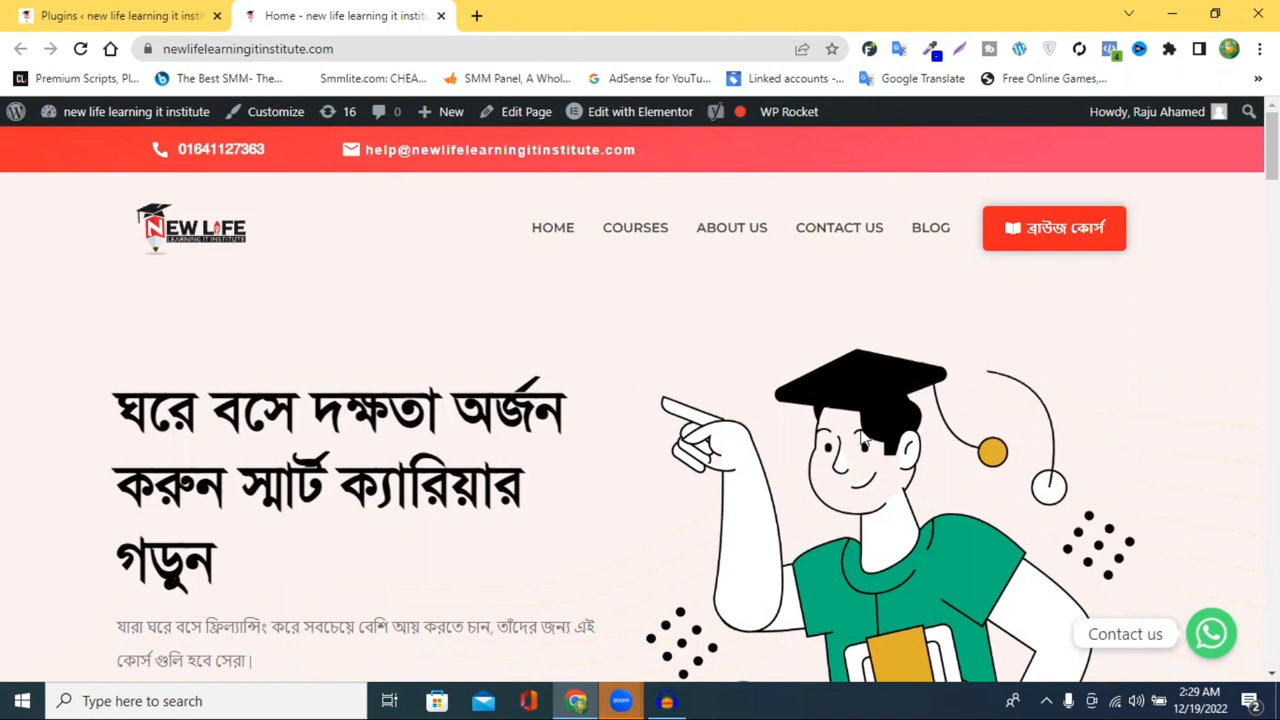 Plugins ‹ new life learning it insti
Home - new life learning it institu
newlifelearningitinstitute.com
4
Premium Scripts, Pl...
The Best SMM- The...
Smmlite.com: CHEA...
SMM Panel, A Whol...
AdSense for YouTu...
Linked accounts -...
Google Translate
Free Online Games,...
»
new life learning it institute
Customize
16
0
New
Edit Page
Edit with Elementor
WP Rocket
Howdy, Raju Ahamed
01641127363
help@newlifelearningitinstitute.com
NEW LIFE
LEARNING IT INSTITUTE
HOME
COURSES
ABOUT US
CONTACT US
BLOG
ব্রাউজ কোর্স
ঘরে বসে দক্ষতা অর্জন
করুন স্মার্ট ক্যারিয়ার
গড়ুন
যারা ঘরে বসে ফ্রিল্যান্সিং করে সবচেয়ে বেশি আয় করতে চান, তাঁদের জন্য এই
কোর্স গুলি হবে সেরা|
Contact us
Type here to search
zoom
2:29 AM
12/19/2022
2